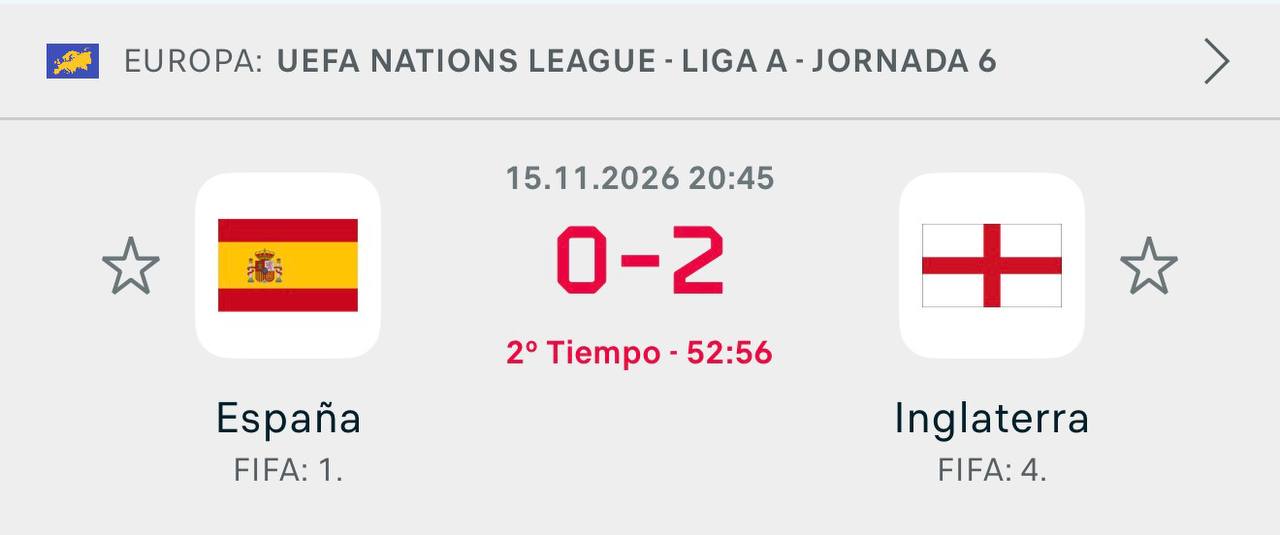 EUROPA: UEFA NATIONS LEAGUE - LIGA A - JORNADA 6
15.11.2026 20:45
0-2
2º Tiempo - 52:56
España
Inglaterra
FIFA: 1.
FIFA: 4.